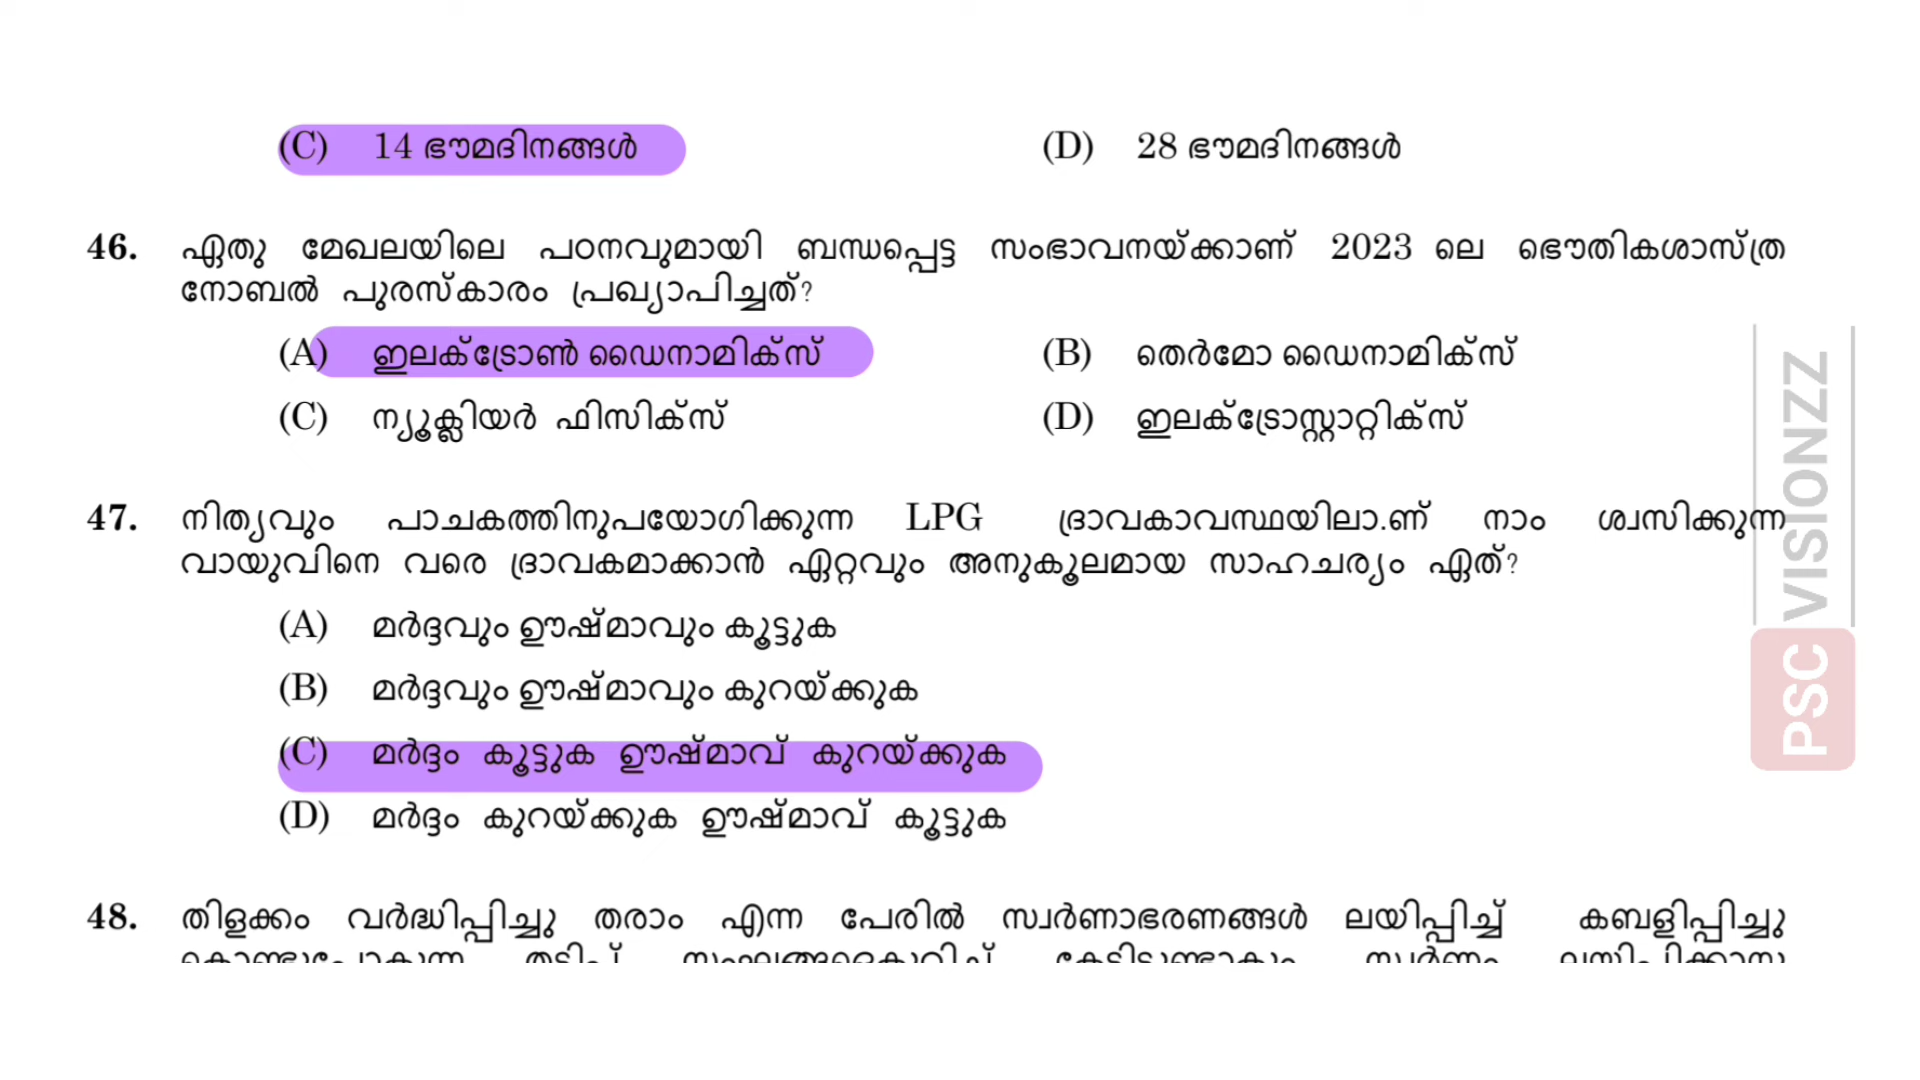 (C) 14 ഭൗമദിനങ്ങൾ (D) 28 ഭൗമദിനങ്ങൾ
46. ഏതു മേഖലയിലെ പഠനവുമായി ബന്ധപ്പെട്ട സംഭാവനയ്ക്കാണ് 2023 ലെ ഭൌതികശാസ്ത്ര
നോബൽ പുരസ്കാരം പ്രഖ്യാപിച്ചത്?
(A) ഇലക്ട്രോൺ ഡൈനാമിക്സ് (B) തെർമോ ഡൈനാമിക്സ്
(C) ന്യൂക്ലിയർ ഫിസിക്സ് (D) ഇലക്ട്രോസ്റ്റാറ്റിക്സ്
47. നിത്യവും പാചകത്തിനുപയോഗിക്കുന്ന LPG ദ്രാവകാവസ്ഥയിലാ.ണ് നാം ശ്വസിക്കുന്ന
വായുവിനെ വരെ ദ്രാവകമാക്കാൻ ഏറ്റവും അനുകൂലമായ സാഹചര്യം ഏത്?
(A) മർദ്ദവും ഊഷ്മാവും കൂട്ടുക
(B) മർദ്ദവും ഊഷ്മാവും കുറയ്ക്കുക
(C) മർദ്ദം കൂട്ടുക ഊഷ്മാവ് കുറയ്ക്കുക
(D) മർദ്ദം കുറയ്ക്കുക ഊഷ്മാവ് കൂട്ടുക
48. തിളക്കം വർദ്ധിപ്പിച്ചു തരാം എന്ന പേരിൽ സ്വർണാഭരണങ്ങൾ ലയിപ്പിച്ച് കബളിപ്പിച്ചു
PSC VISIONZZ